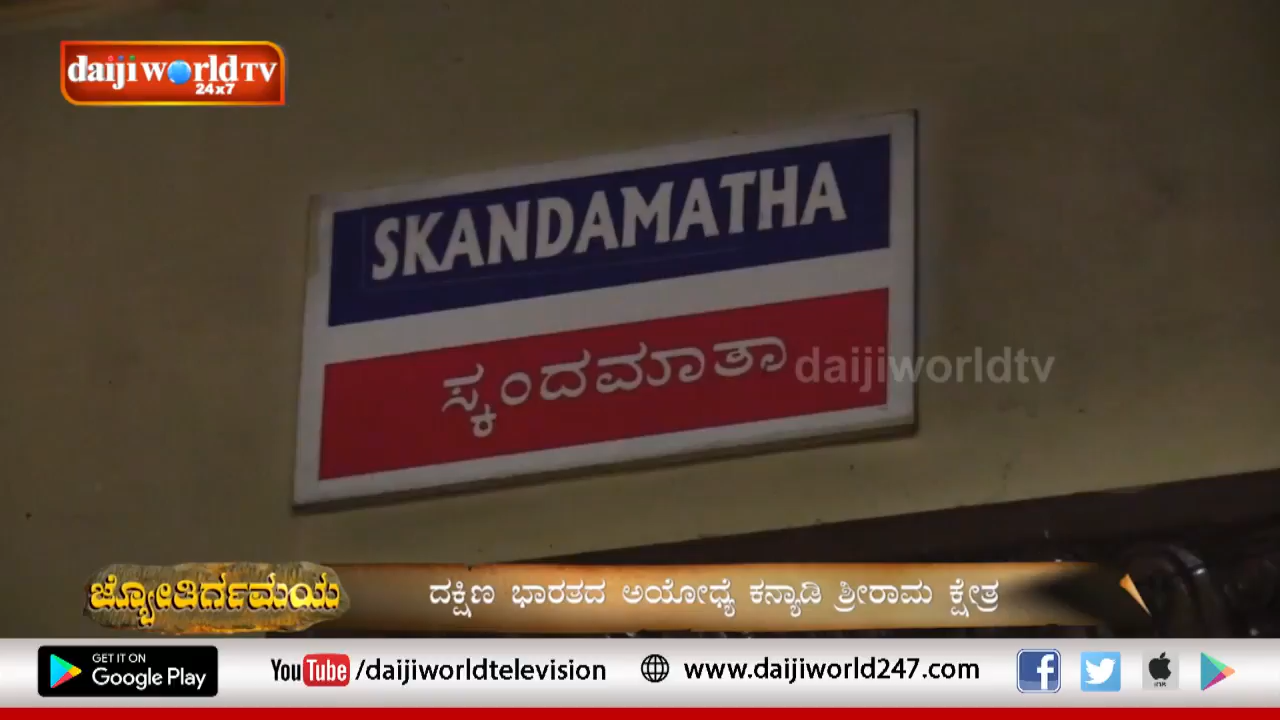 daijiworldTV
24x7
SKANDAMATHA
ಸ್ಕಂದಮಾತಾ
daijiworldtv
ಜ್ಯೋತಿರ್ಗಮಯ
ದಕ್ಷಿಣ ಭಾರತದ ಅಯೋಧ್ಯೆ ಕನ್ಯಾಡಿ ಶ್ರೀರಾಮ ಕ್ಷೇತ್ರ
GET IT ON
Google Play
YouTube /daijiworldtelevision
www.daijiworld247.com